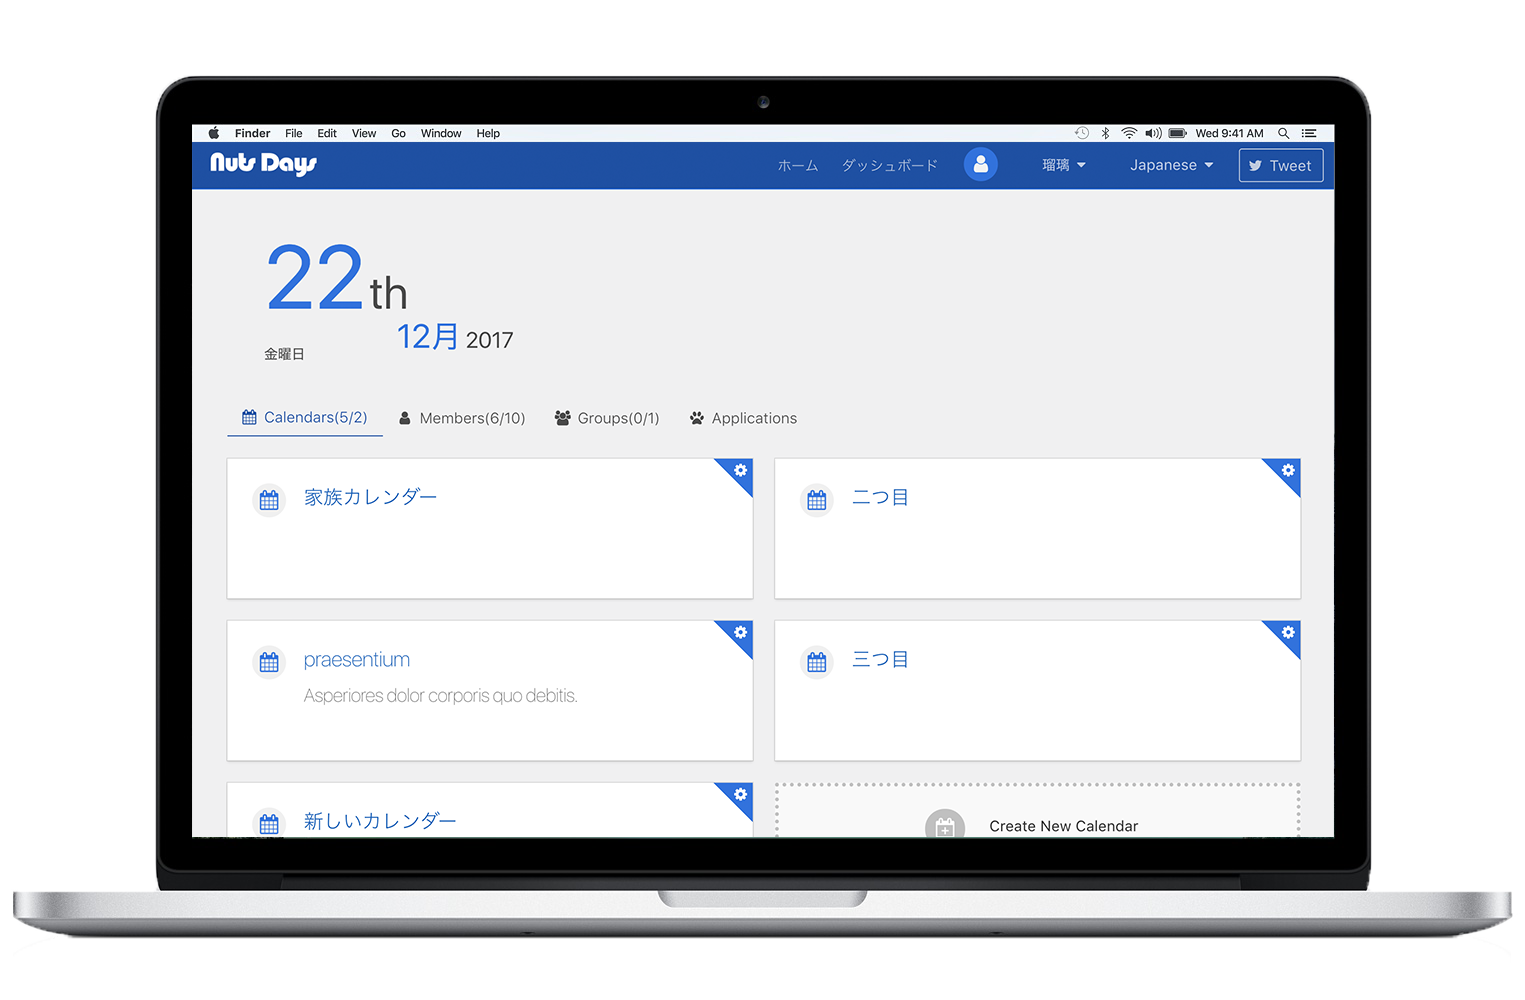 Finder File Edit View Go Window Help Wed 9:41 AM
Nuts Days ホーム ダッシュボード 瑠璃 Japanese Tweet
22th
12月 2017
金曜日
Calendars(5/2) Members(6/10) Groups(0/1) Applications
家族カレンダー
二つ目
praesentium
Asperiores dolor corporis quo debitis.
三つ目
新しいカレンダー
Create New Calendar